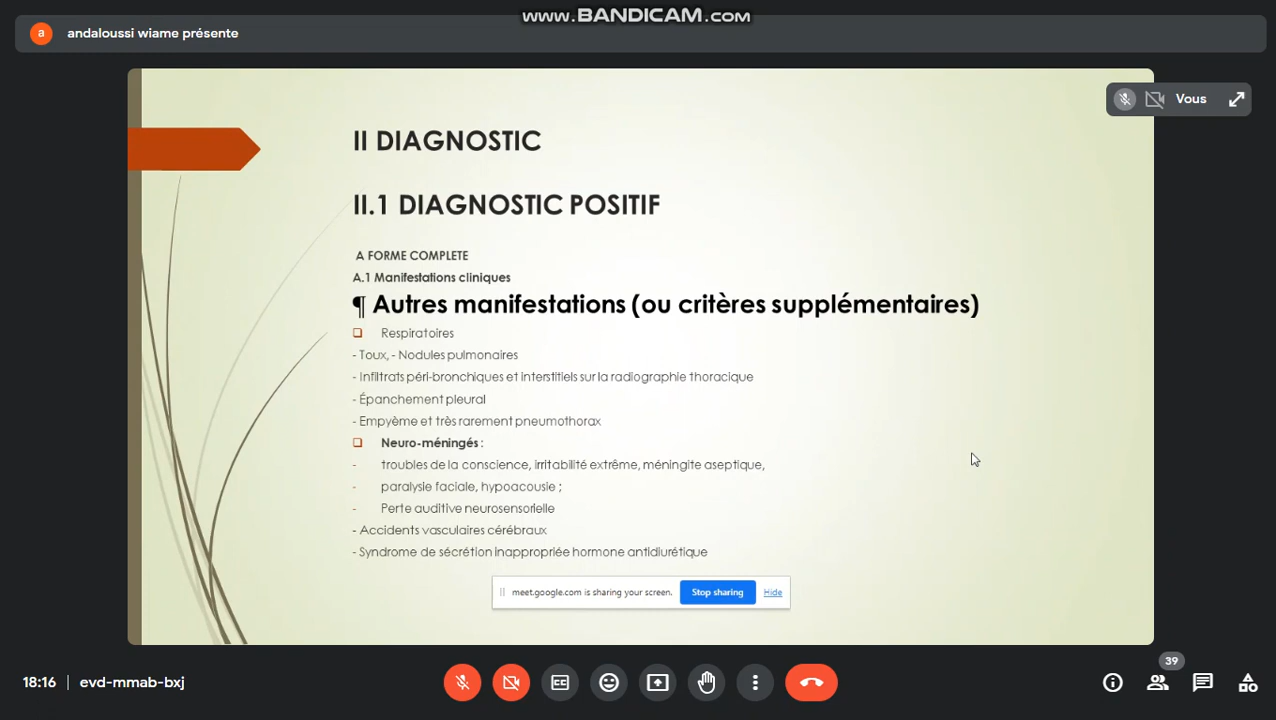 WWW.BANDICAM.COM
a andaloussi wiame présente
Vous
II DIAGNOSTIC
II.1 DIAGNOSTIC POSITIF
A FORME COMPLETE
A.1 Manifestations cliniques
¶ Autres manifestations (ou critères supplémentaires)
❑ Respiratoires
- Toux, - Nodules pulmonaires
- Infiltrats péri-bronchiques et interstitiels sur la radiographie thoracique
- Épanchement pleural
- Empyème et très rarement pneumothorax
❑ Neuro-méningés :
- troubles de la conscience, irritabilité extrême, méningite aseptique,
- paralysie faciale, hypoacousie ;
- Perte auditive neurosensorielle
- Accidents vasculaires cérébraux
- Syndrome de sécrétion inappropriée hormone antidiurétique
meet.google.com is sharing your screen. Stop sharing Hide
39
18:16 | evd-mmab-bxj
CC